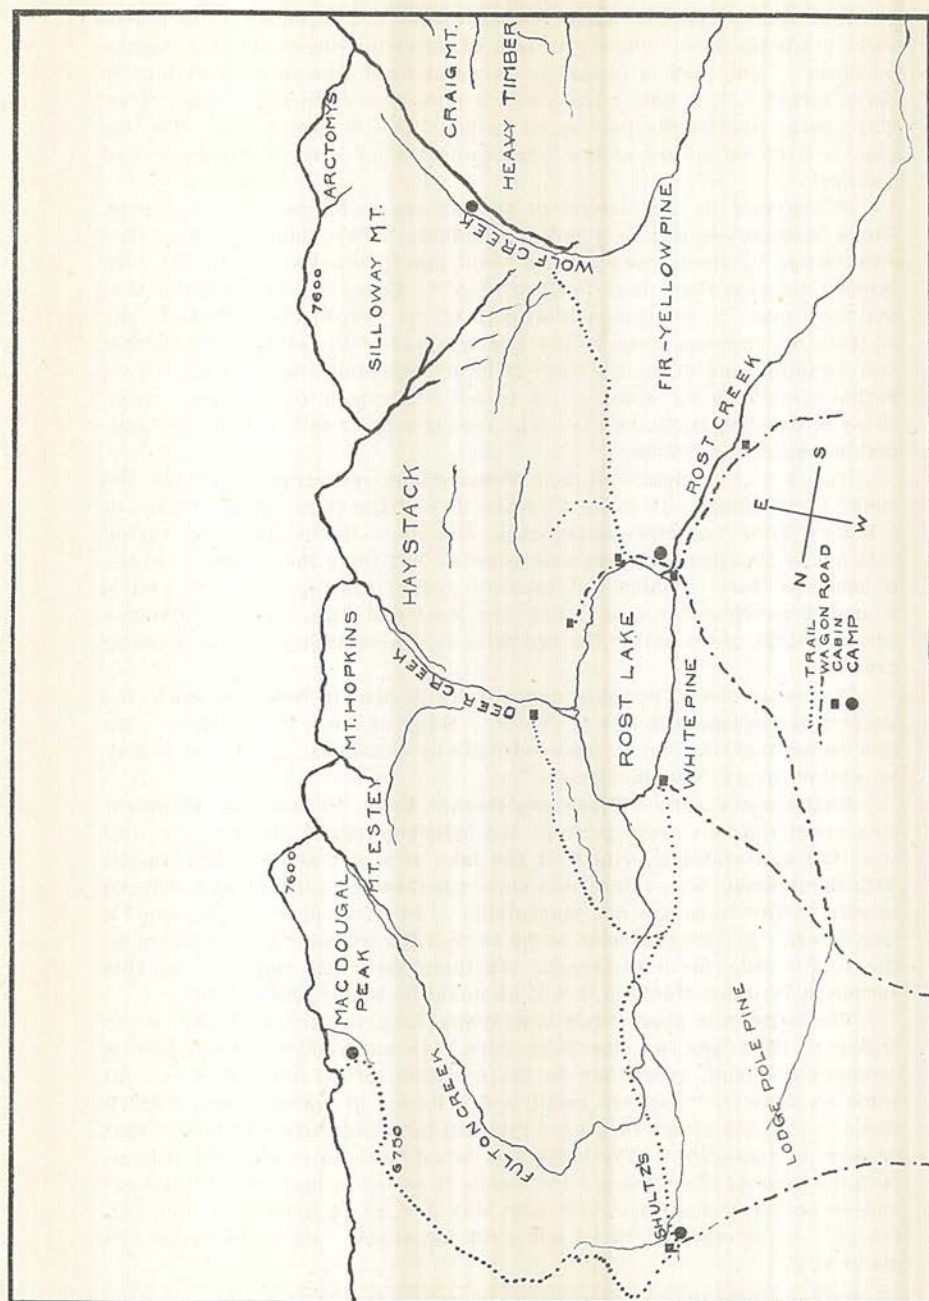 ARCTOMYS
CRAIG MT.
HEAVY TIMBER
7600
SILLOWAY MT.
WOLF CREEK
FIR-YELLOW PINE
HAYSTACK
ROST CREEK
MT. HOPKINS
DEER CREEK
ROST LAKE
WHITE PINE
E
S
N
W
TRAIL
WAGON ROAD
CABIN
CAMP
7600
MAC DOUGAL
PEAK
MT ESTEY
6750
FULTON CREEK
LODGE POLE PINE
SHULTZ'S